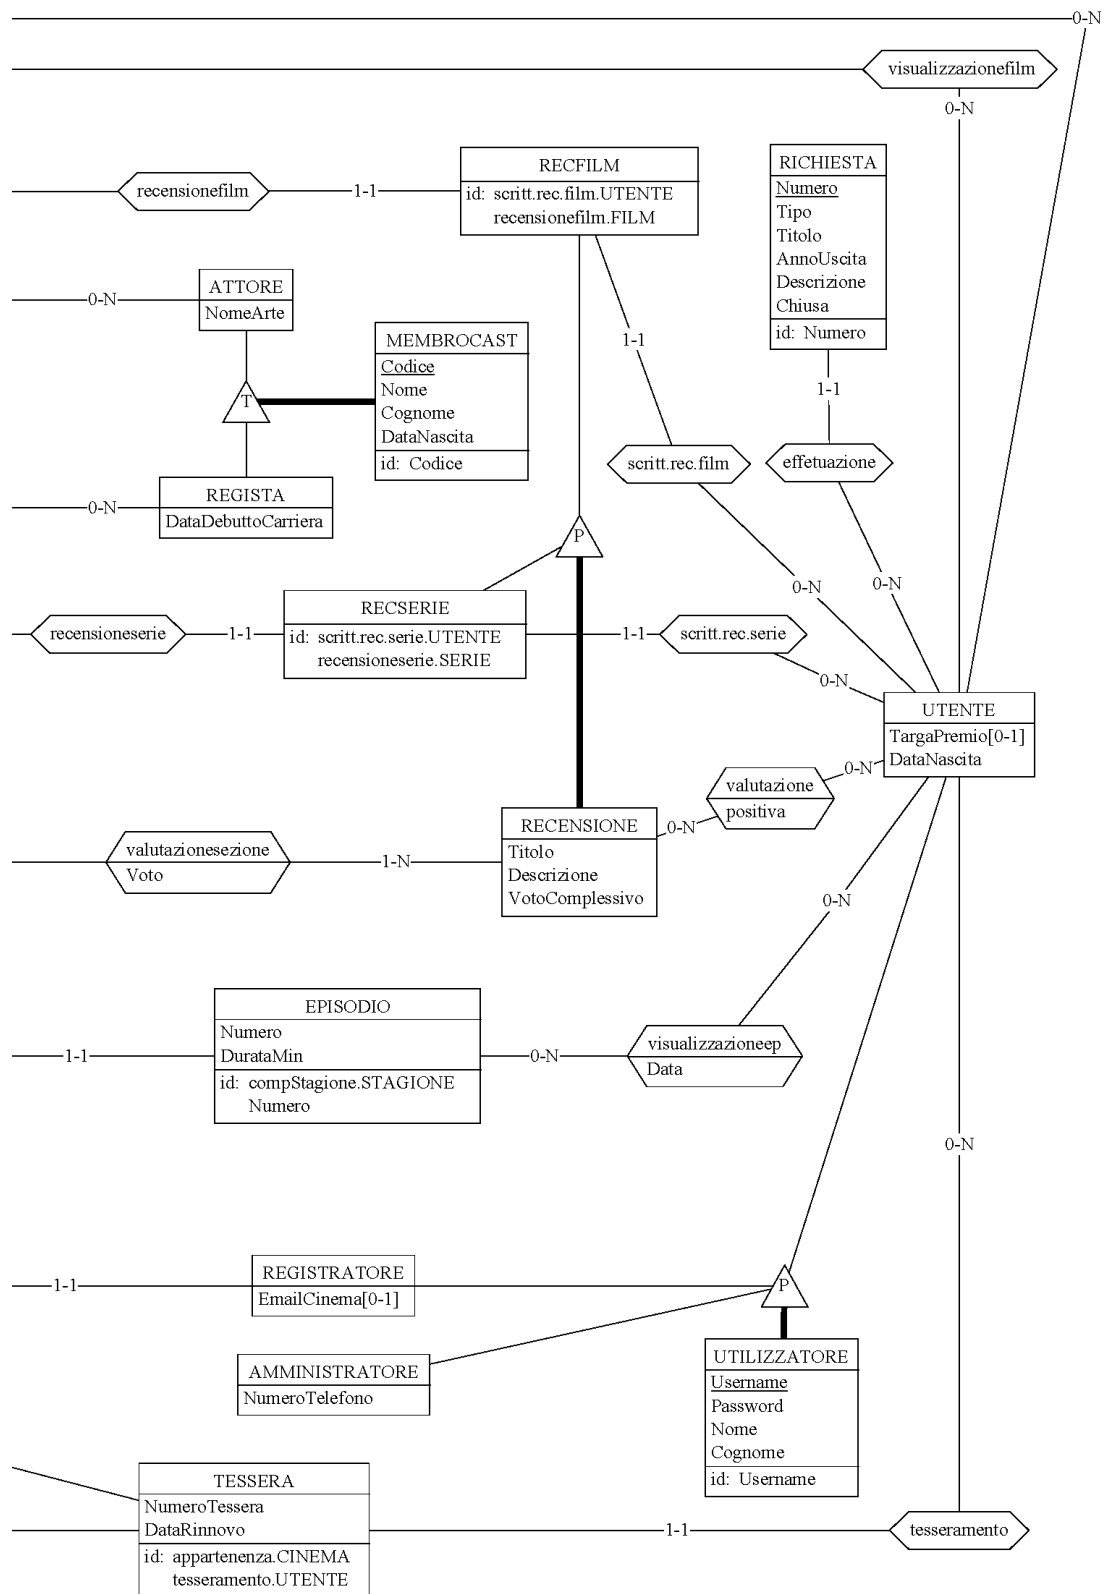 0-N
visualizzazionefilm
0-N
RECFILM
id: scritt.rec.film.UTENTE
recensionefilm.FILM
recensionefilm
1-1
RICHIESTA
Numero
Tipo
Titolo
AnnoUscita
Descrizione
Chiusa
id: Numero
ATTORE
NomeArte
0-N
MEMBROCAST
Codice
Nome
Cognome
DataNascita
id: Codice
T
1-1
1-1
scritt.rec.film
effetuazione
REGISTA
DataDebuttoCarriera
0-N
P
0-N
0-N
RECSERIE
id: scritt.rec.serie.UTENTE
recensioneserie.SERIE
recensioneserie
1-1
1-1
scritt.rec.serie
0-N
UTENTE
TargaPremio[0-1]
DataNascita
0-N
valutazione
positiva
0-N
RECENSIONE
Titolo
Descrizione
VotoComplessivo
valutazionesezione
Voto
1-N
0-N
EPISODIO
Numero
DurataMin
id: compStagione.STAGIONE
Numero
1-1
0-N
visualizzazioneep
Data
0-N
REGISTRATORE
EmailCinema[0-1]
1-1
P
AMMINISTRATORE
NumeroTelefono
UTILIZZATORE
Username
Password
Nome
Cognome
id: Username
TESSERA
NumeroTessera
DataRinnovo
id: appartenenza.CINEMA
tesseramento.UTENTE
1-1
tesseramento